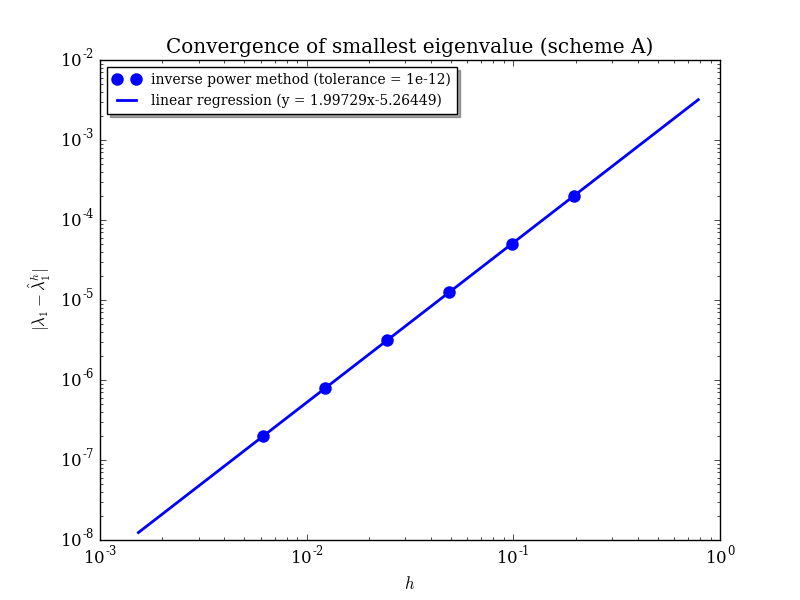 Convergence of smallest eigenvalue (scheme A)
inverse power method (tolerance = 1e-12)
linear regression (y = 1.99729x-5.26449)
10^-2
10^-3
10^-4
10^-5
10^-6
10^-7
10^-8
|λ₁ − λ̂₁ʰ|
10^-3
10^-2
10^-1
10^0
h